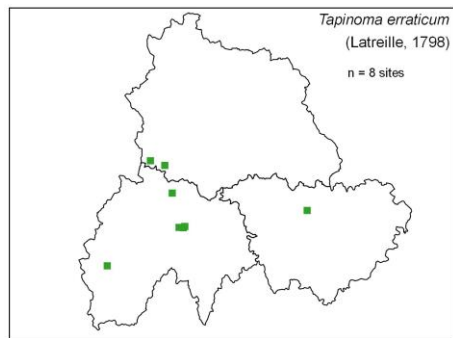 Tapinoma erraticum
(Latreille, 1798)
n = 8 sites